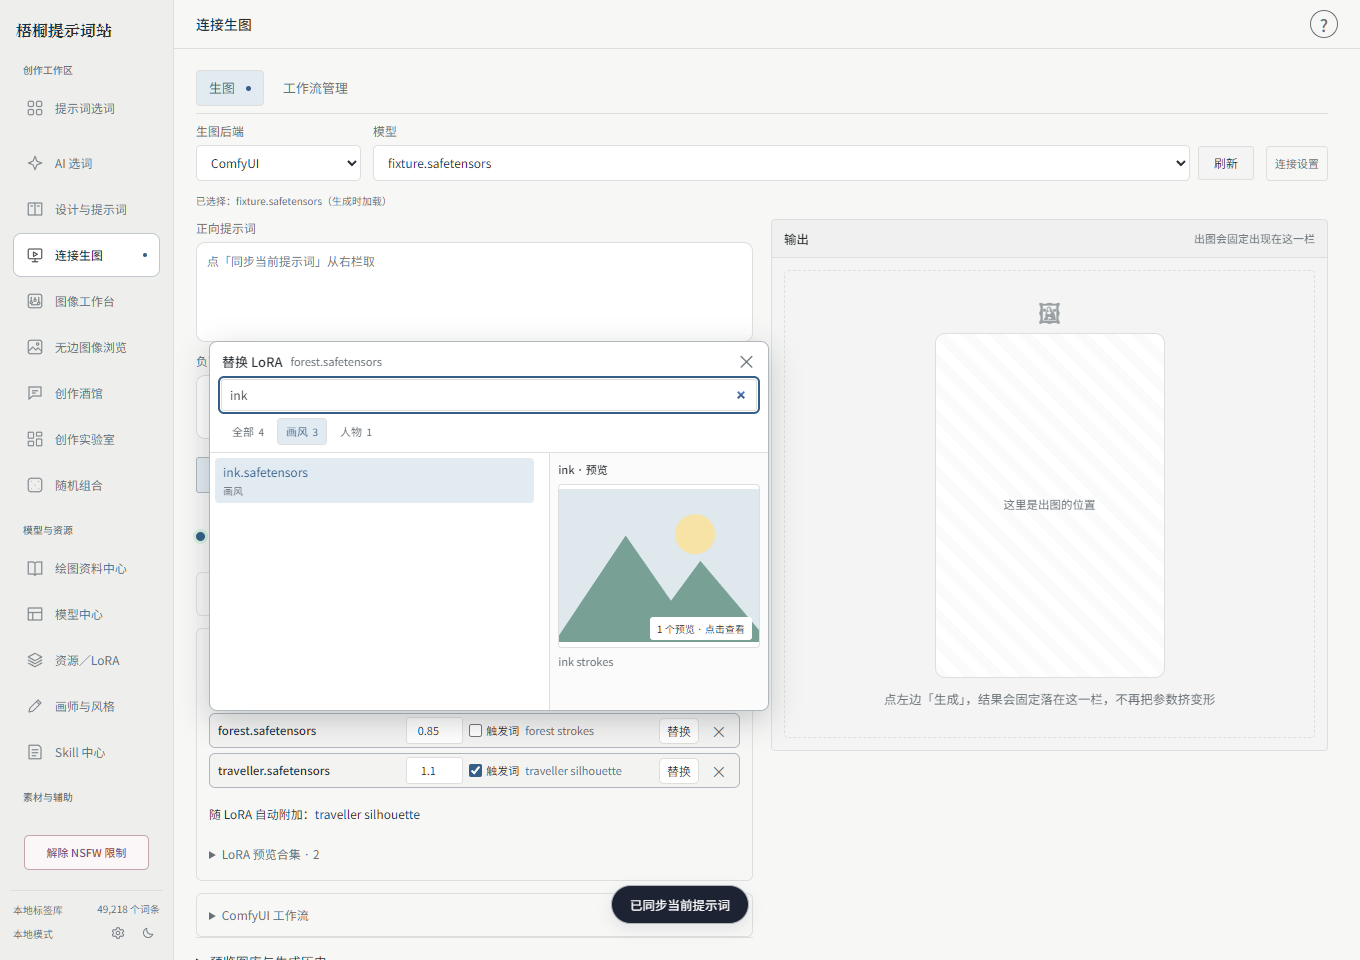 梧桐提示词站
创作工作区
提示词选词
AI 选词
设计与提示词
连接生图
图像工作台
无边图像浏览
创作酒馆
创作实验室
随机组合
模型与资源
绘图资料中心
模型中心
资源／LoRA
画师与风格
Skill 中心
素材与辅助
解除 NSFW 限制
本地标签库 49,218 个词条
本地模式
连接生图
?
生图 工作流管理
生图后端 模型
ComfyUI fixture.safetensors 刷新 连接设置
已选择：fixture.safetensors（生成时加载）
正向提示词
点「同步当前提示词」从右栏取
负
替换 LoRA forest.safetensors
ink
全部 4 画风 3 人物 1
ink.safetensors
画风
ink · 预览
1 个预览 · 点击查看
ink strokes
forest.safetensors 0.85 触发词 forest strokes 替换
traveller.safetensors 1.1 触发词 traveller silhouette 替换
随 LoRA 自动附加：traveller silhouette
LoRA 预览合集 · 2
ComfyUI 工作流
已同步当前提示词
输出 出图会固定出现在这一栏
这里是出图的位置
点左边「生成」，结果会固定落在这一栏，不再把参数挤变形